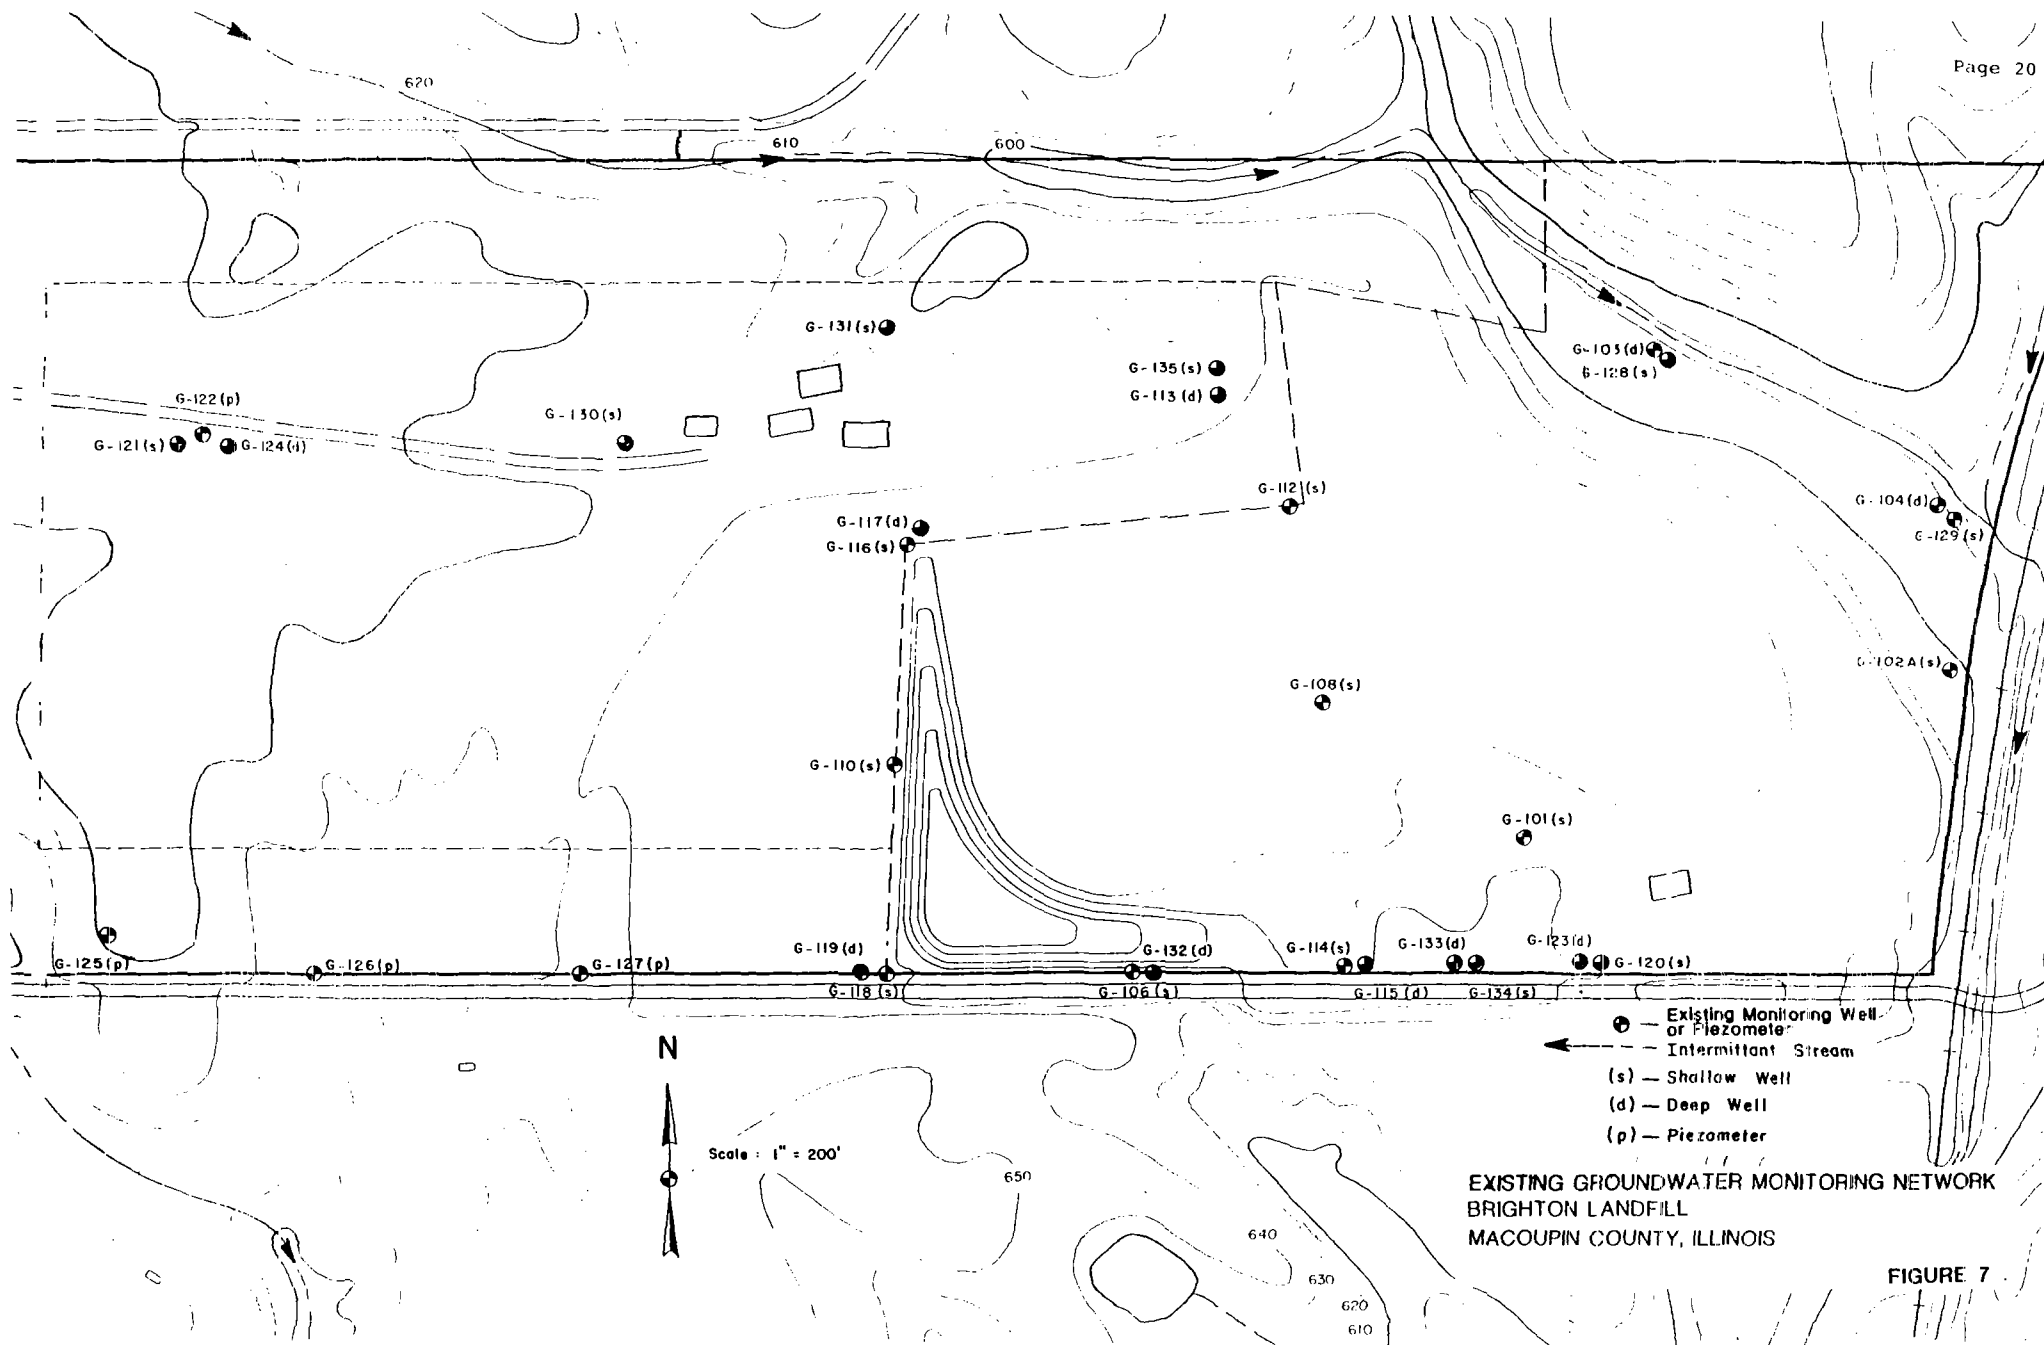 Page 20
620
610
600
G-131(s)
G-135(s)
G-113(d)
G-103(d)
G-128(s)
G-122(p)
G-130(s)
G-121(s)
G-124(d)
G-112(s)
G-104(d)
G-129(s)
G-117(d)
G-116(s)
G-102A(s)
G-108(s)
G-110(s)
G-101(s)
G-119(d)
G-132(d)
G-114(s)
G-133(d)
G-123(d)
G-125(p)
G-126(p)
G-127(p)
G-120(s)
G-118(s)
G-106(s)
G-115(d)
G-134(s)
Existing Monitoring Well
or Piezometer
Intermittant Stream
(s) — Shallow Well
(d) — Deep Well
(p) — Piezometer
N
Scale : 1" = 200'
650
640
630
620
610
EXISTING GROUNDWATER MONITORING NETWORK
BRIGHTON LANDFILL
MACOUPIN COUNTY, ILLINOIS
FIGURE 7